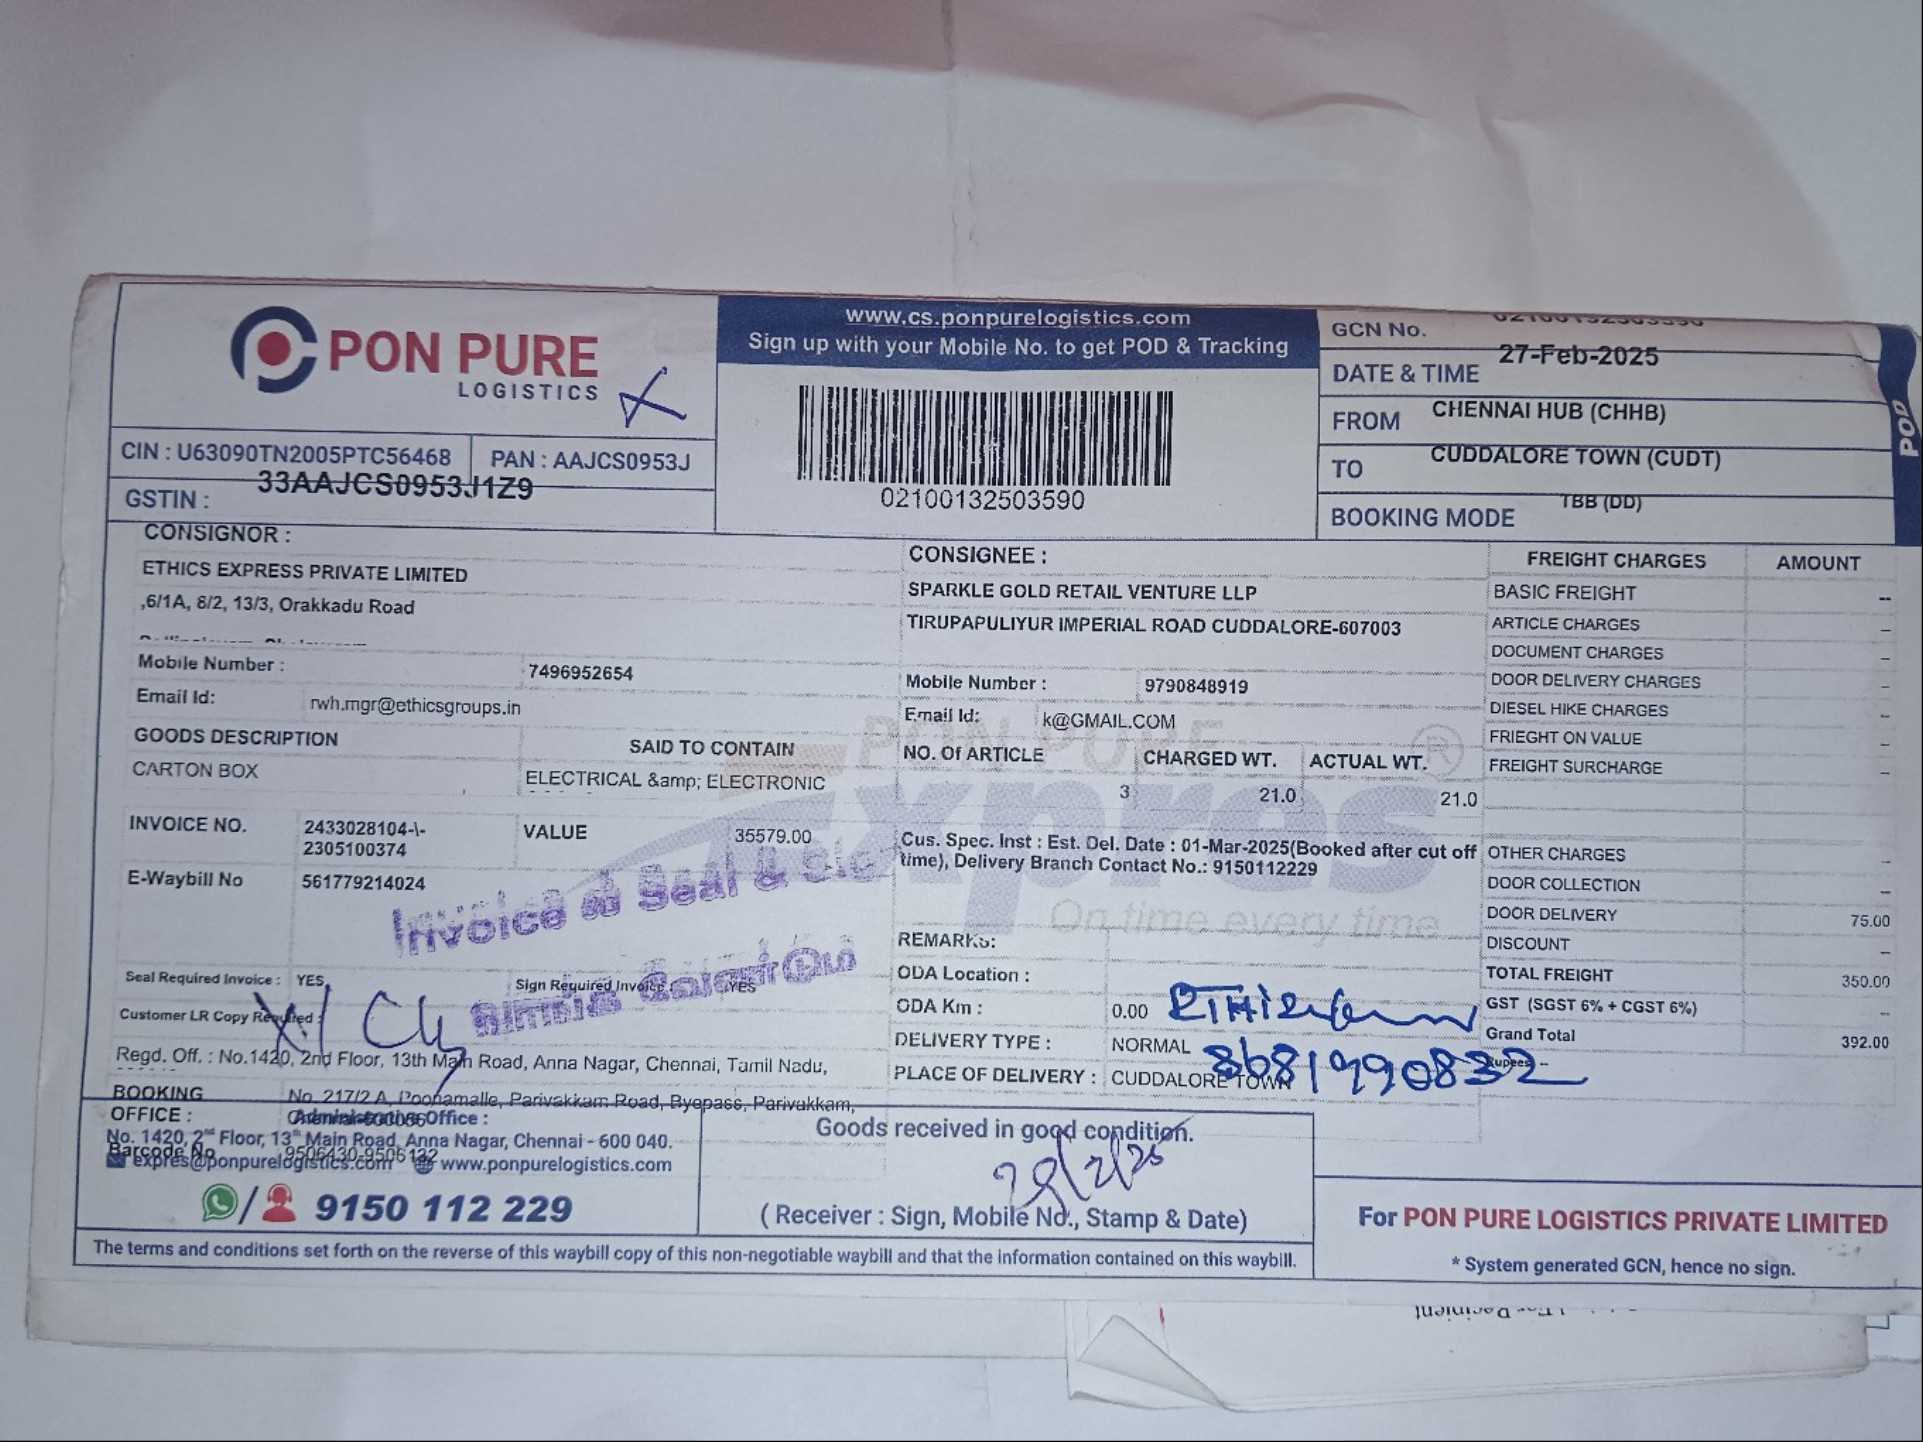 PON PURE
LOGISTICS
www.cs.ponpurelogistics.com
Sign up with your Mobile No. to get POD & Tracking
02100132503590
GCN No. 02100132503590
DATE & TIME 27-Feb-2025
FROM CHENNAI HUB (CHHB)
TO CUDDALORE TOWN (CUDT)
BOOKING MODE TBB (DD)
POD
CIN : U63090TN2005PTC56468 PAN : AAJCS0953J
GSTIN : 33AAJCS0953J1Z9
CONSIGNOR :
ETHICS EXPRESS PRIVATE LIMITED
,6/1A, 8/2, 13/3, Orakkadu Road
Mobile Number : 7496952654
Email Id: rwh.mgr@ethicsgroups.in
GOODS DESCRIPTION SAID TO CONTAIN
CARTON BOX ELECTRICAL &amp; ELECTRONIC
INVOICE NO. 2433028104-\-
2305100374
VALUE 35579.00
E-Waybill No 561779214024
Invoice ல் Seal &
வாங்க வேண்டும்
Seal Required Invoice : YES Sign Required Invoice : YES
Customer LR Copy Required :
Regd. Off. : No.1420, 2nd Floor, 13th Main Road, Anna Nagar, Chennai, Tamil Nadu,
BOOKING OFFICE : No. 217/2 A, Poonamalle, Parivakkam Road, Byepass, Parivakkam,
Administrative Office :
No. 1420, 2nd Floor, 13th Main Road, Anna Nagar, Chennai - 600 040.
Barcode No 9506430-9506132
expres@ponpurelogistics.com www.ponpurelogistics.com
9150 112 229
CONSIGNEE :
SPARKLE GOLD RETAIL VENTURE LLP
TIRUPAPULIYUR IMPERIAL ROAD CUDDALORE-607003
Mobile Number : 9790848919
Email Id: k@GMAIL.COM
NO. Of ARTICLE CHARGED WT. ACTUAL WT.
3 21.0 21.0
PON PURE
Expres
On time every time
Cus. Spec. Inst : Est. Del. Date : 01-Mar-2025(Booked after cut off
time), Delivery Branch Contact No.: 9150112229
REMARKS:
ODA Location :
ODA Km : 0.00
DELIVERY TYPE : NORMAL
PLACE OF DELIVERY : CUDDALORE TOWN
FREIGHT CHARGES AMOUNT
BASIC FREIGHT --
ARTICLE CHARGES --
DOCUMENT CHARGES --
DOOR DELIVERY CHARGES --
DIESEL HIKE CHARGES --
FRIEGHT ON VALUE --
FREIGHT SURCHARGE --
OTHER CHARGES --
DOOR COLLECTION --
DOOR DELIVERY 75.00
DISCOUNT --
TOTAL FREIGHT 350.00
GST (SGST 6% + CGST 6%)
Grand Total 392.00
Rupees --
Goods received in good condition.
28/2/25
( Receiver : Sign, Mobile No., Stamp & Date)
For PON PURE LOGISTICS PRIVATE LIMITED
* System generated GCN, hence no sign.
The terms and conditions set forth on the reverse of this waybill copy of this non-negotiable waybill and that the information contained on this waybill.